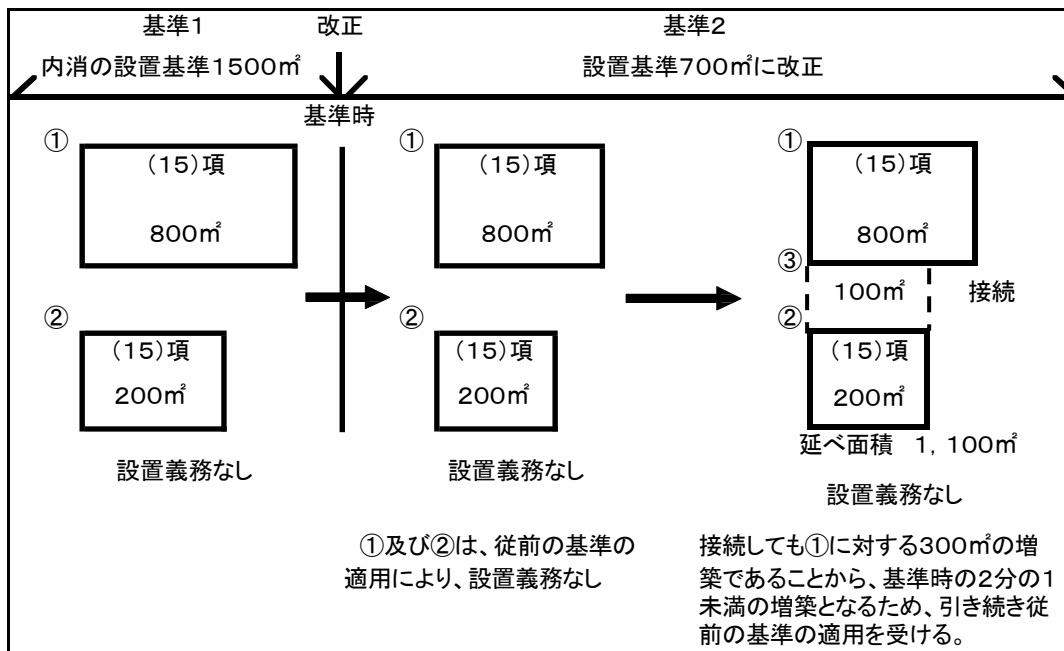 基準1　改正　基準2
内消の設置基準1500㎡　設置基準700㎡に改正
基準時
①
(15)項
800㎡
②
(15)項
200㎡
設置義務なし
①
(15)項
800㎡
②
(15)項
200㎡
設置義務なし
①及び②は、従前の基準の
適用により、設置義務なし
①
(15)項
800㎡
③
100㎡　接続
②
(15)項
200㎡
延べ面積　1,100㎡
設置義務なし
接続しても①に対する300㎡の増
築であることから、基準時の2分の1
未満の増築となるため、引き続き従
前の基準の適用を受ける。